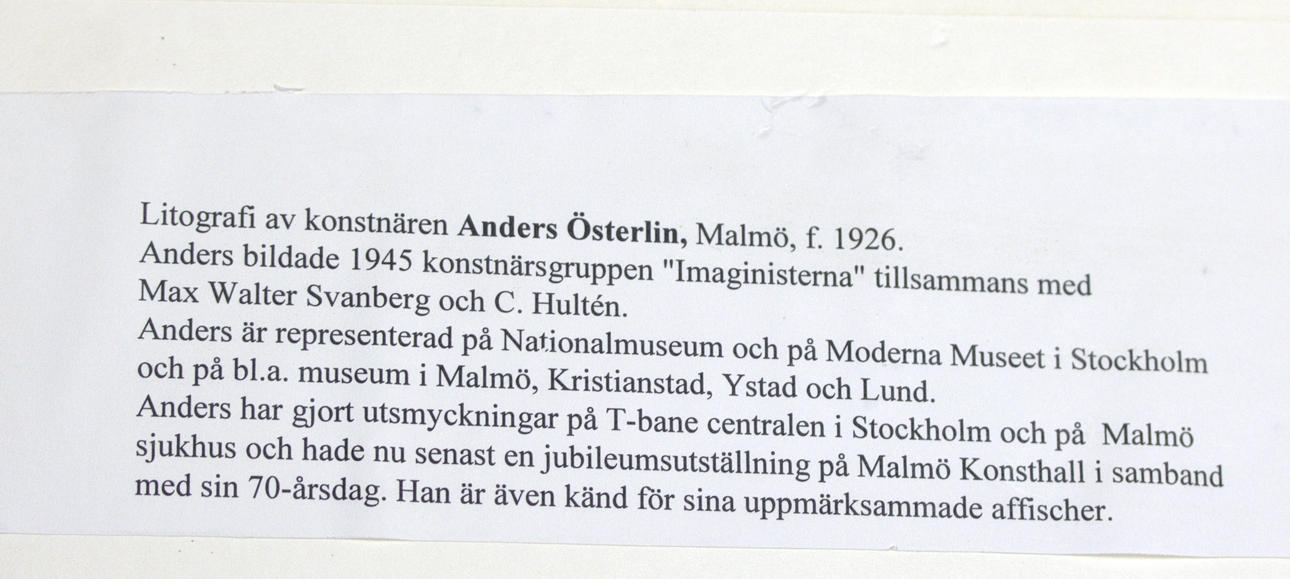 Litografi av konstnären Anders Österlin, Malmö, f. 1926.
Anders bildade 1945 konstnärsgruppen "Imaginisterna" tillsammans med
Max Walter Svanberg och C. Hultén.
Anders är representerad på Nationalmuseum och på Moderna Museet i Stockholm
och på bl.a. museum i Malmö, Kristianstad, Ystad och Lund.
Anders har gjort utsmyckningar på T-bane centralen i Stockholm och på  Malmö
sjukhus och hade nu senast en jubileumsutställning på Malmö Konsthall i samband
med sin 70-årsdag. Han är även känd för sina uppmärksammade affischer.